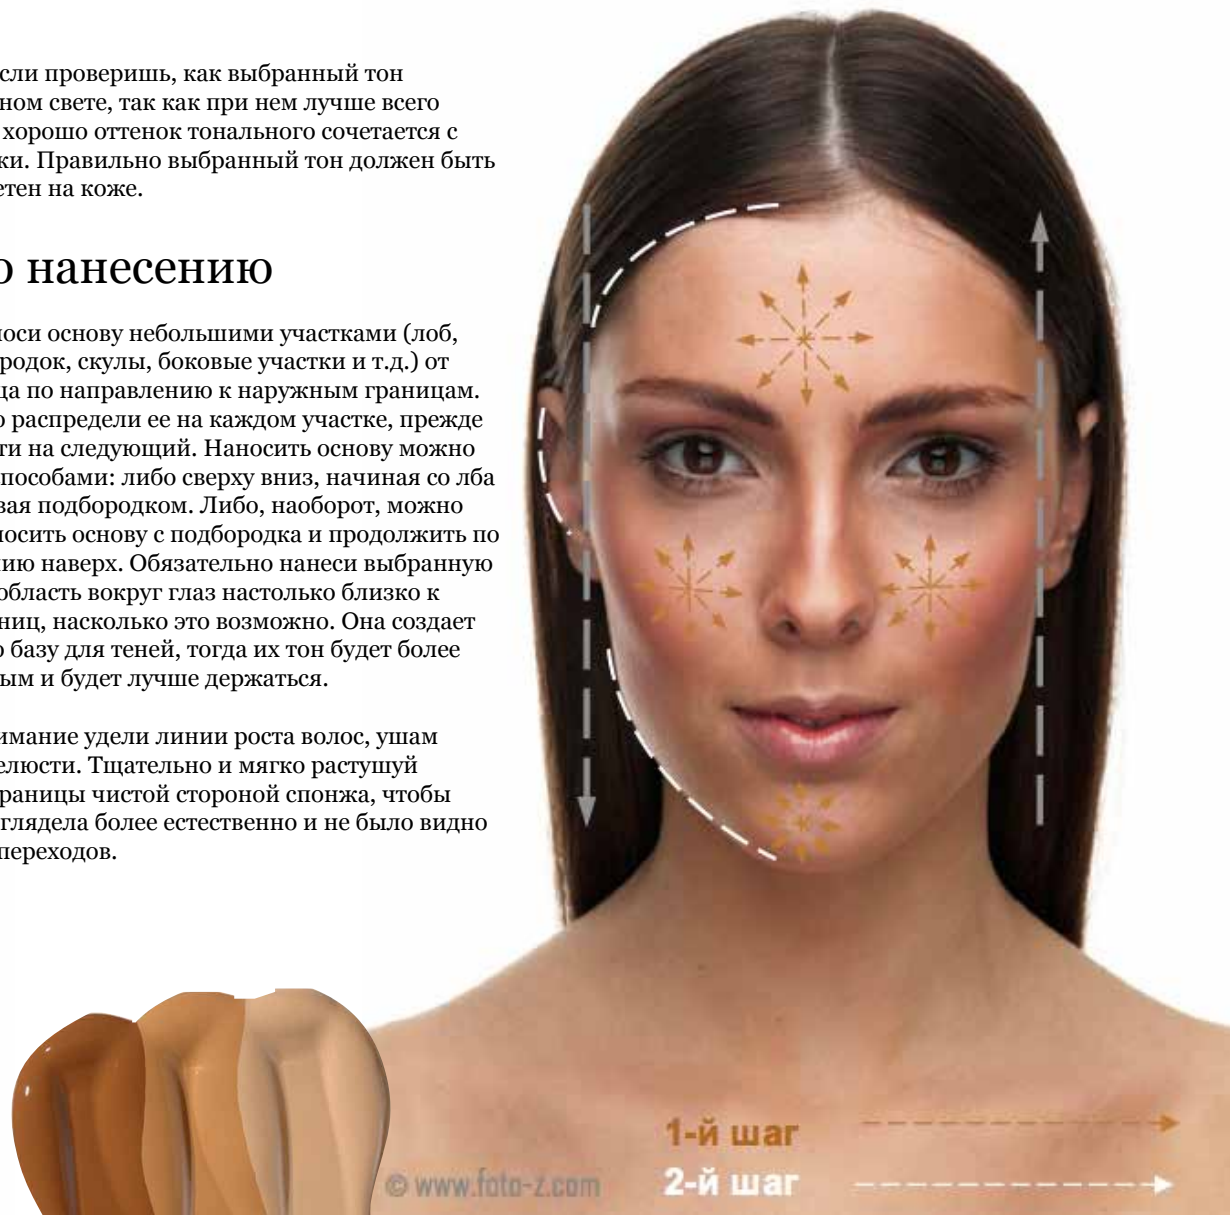 сли проверишь, как выбранный тон
ном свете, так как при нем лучше всего
хорошо оттенок тонального сочетается с
ки. Правильно выбранный тон должен быть
етен на коже.
о нанесению
оси основу небольшими участками (лоб,
родок, скулы, боковые участки и т.д.) от
ца по направлению к наружным границам.
о распредели ее на каждом участке, прежде
ти на следующий. Наносить основу можно
пособами: либо сверху вниз, начиная со лба
вая подбородком. Либо, наоборот, можно
носить основу с подбородка и продолжить по
нию наверх. Обязательно нанеси выбранную
область вокруг глаз настолько близко к
ниц, насколько это возможно. Она создает
о базу для теней, тогда их тон будет более
ым и будет лучше держаться.
имание удели линии роста волос, ушам
елюсти. Тщательно и мягко растушуй
раницы чистой стороной спонжа, чтобы
глядела более естественно и не было видно
переходов.
1-й шаг
© www.foto-z.com
2-й шаг